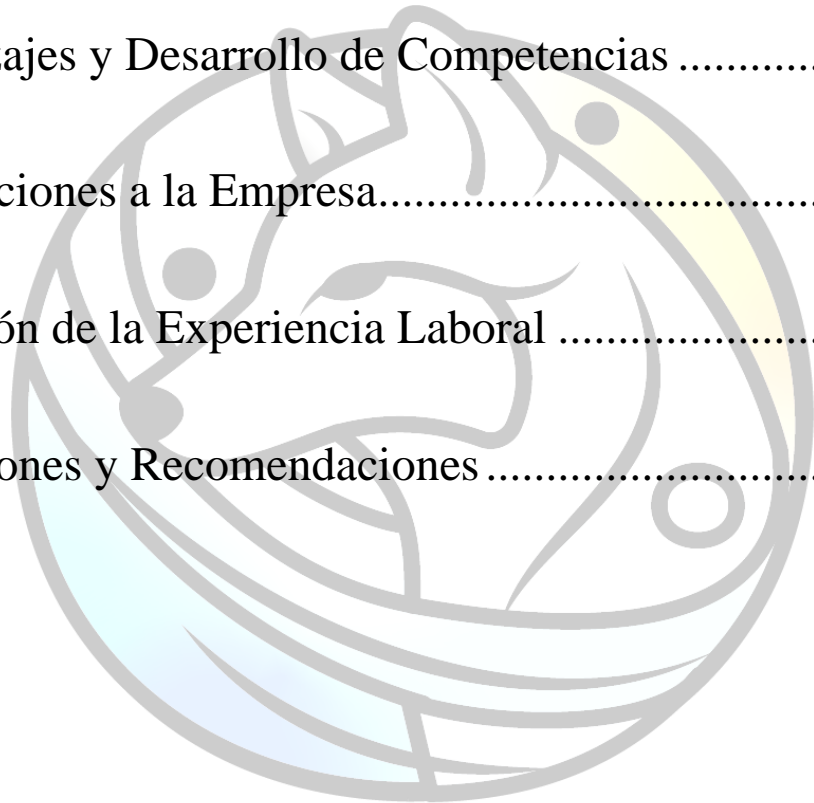 ajes y Desarrollo de Competencias ............
ciones a la Empresa......................................
ón de la Experiencia Laboral ......................
ones y Recomendaciones ............................